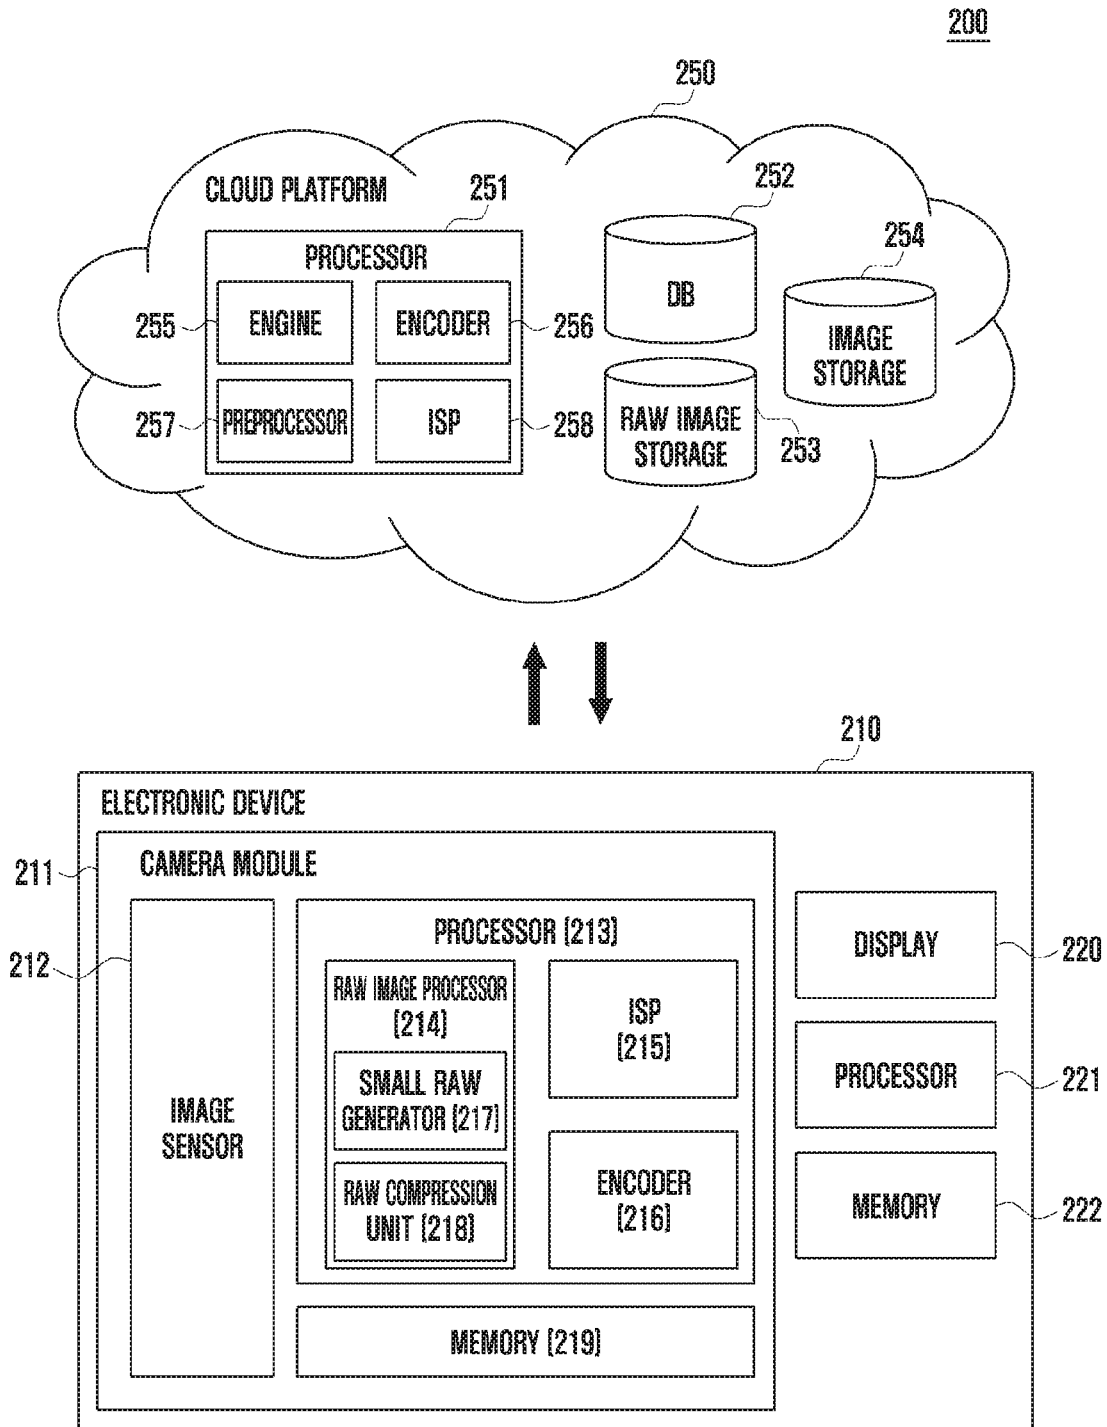 200
250
CLOUD PLATFORM
251
252
254
PROCESSOR
DB
255
ENGINE
ENCODER
256
IMAGE
STORAGE
257
PREPROCESSOR
ISP
258
RAW IMAGE
STORAGE
253
210
ELECTRONIC DEVICE
211
CAMERA MODULE
212
IMAGE
SENSOR
PROCESSOR [213]
RAW IMAGE PROCESSOR
[214]
SMALL RAW
GENERATOR [217]
RAW COMPRESSION
UNIT [218]
ISP
[215]
ENCODER
[216]
MEMORY [219]
DISPLAY
220
PROCESSOR
221
MEMORY
222